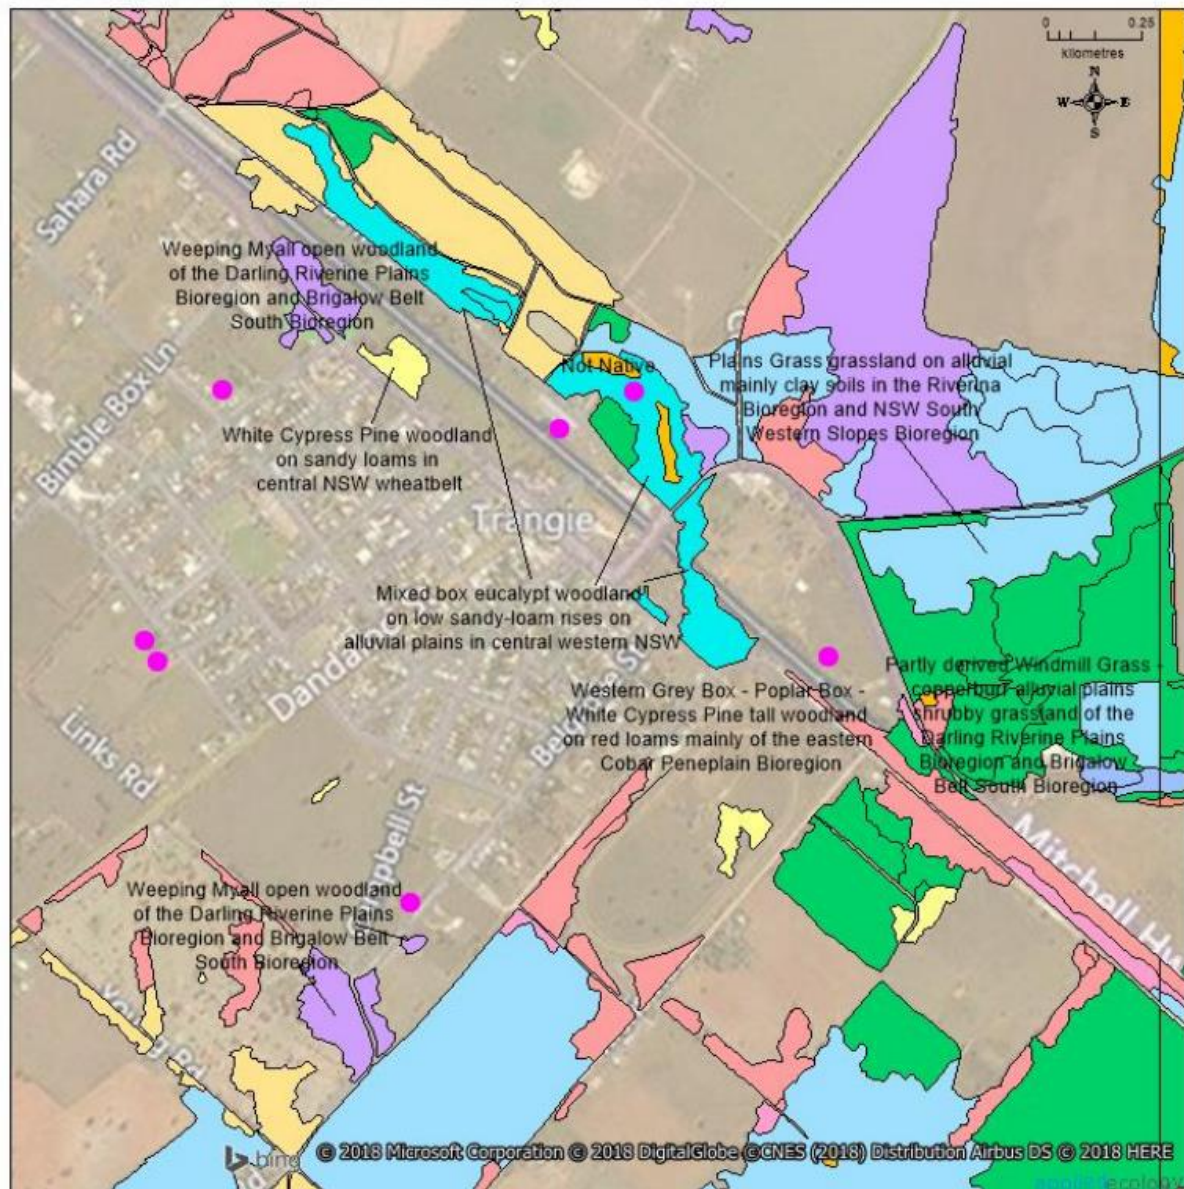 0 0.25
kilometres
N
W E
S
Sahara Rd
Weeping Myall open woodland
of the Darling Riverine Plains
Bioregion and Brigalow Belt
South Bioregion
Bimble Box Ln
Not Native
Plains Grass grassland on alluvial
mainly clay soils in the Riverina
Bioregion and NSW South
Western Slopes Bioregion
White Cypress Pine woodland
on sandy loams in
central NSW wheatbelt
Trangie
Mixed box eucalypt woodland
on low sandy-loam rises on
alluvial plains in central western NSW
Western Grey Box - Poplar Box -
White Cypress Pine tall woodland
on red loams mainly of the eastern
Cobar Peneplain Bioregion
Partly derived Windmill Grass -
copperburr alluvial plains
shrubby grassland of the
Darling Riverine Plains
Bioregion and Brigalow
Belt South Bioregion
Links Rd
Mitchell Hw
Weeping Myall open woodland
of the Darling Riverine Plains
Bioregion and Brigalow Belt
South Bioregion
Young Rd
bing
© 2018 Microsoft Corporation © 2018 DigitalGlobe ©CNES (2018) Distribution Airbus DS © 2018 HERE
appliedecology